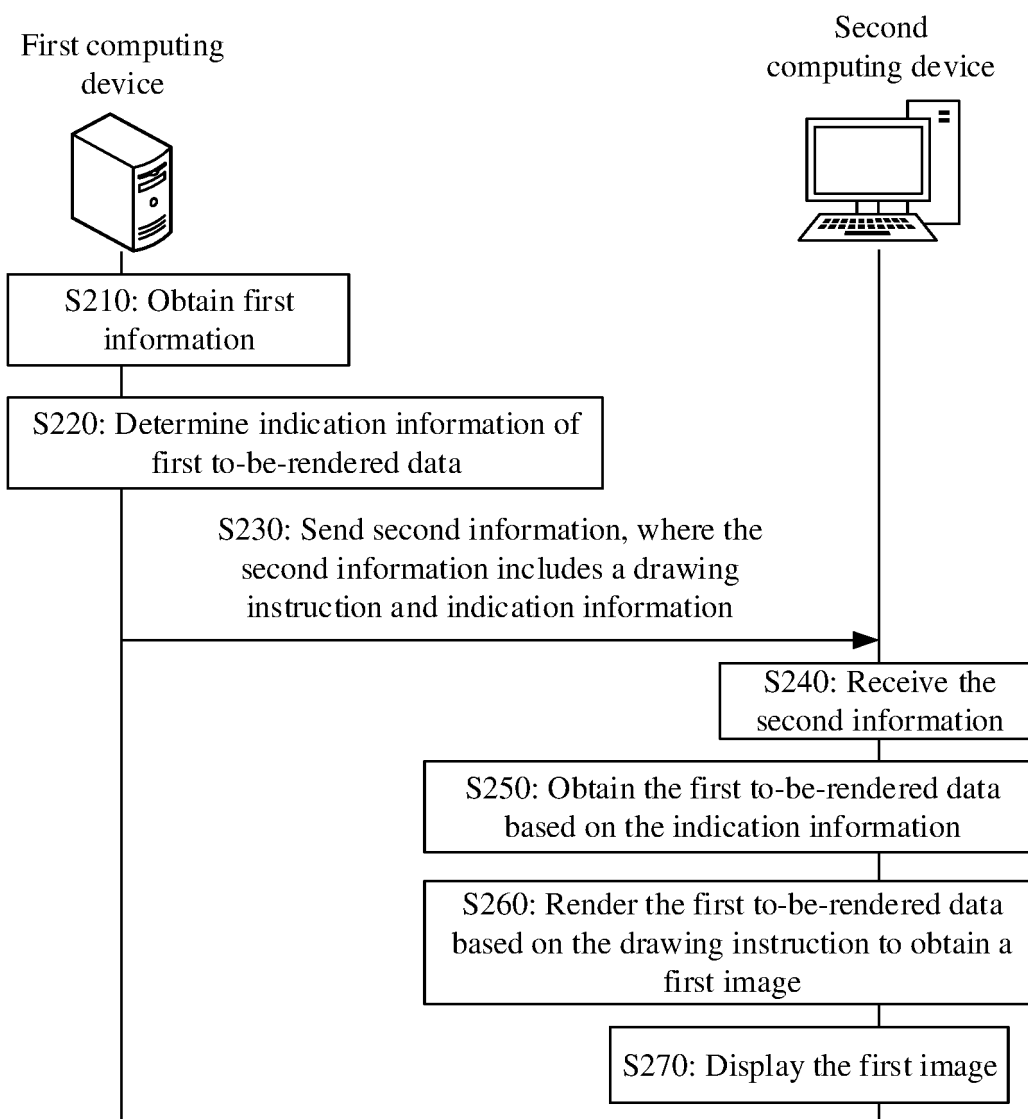 First computing
device
Second
computing device
S210: Obtain first
information
S220: Determine indication information of
first to-be-rendered data
S230: Send second information, where the
second information includes a drawing
instruction and indication information
S240: Receive the
second information
S250: Obtain the first to-be-rendered data
based on the indication information
S260: Render the first to-be-rendered data
based on the drawing instruction to obtain a
first image
S270: Display the first image